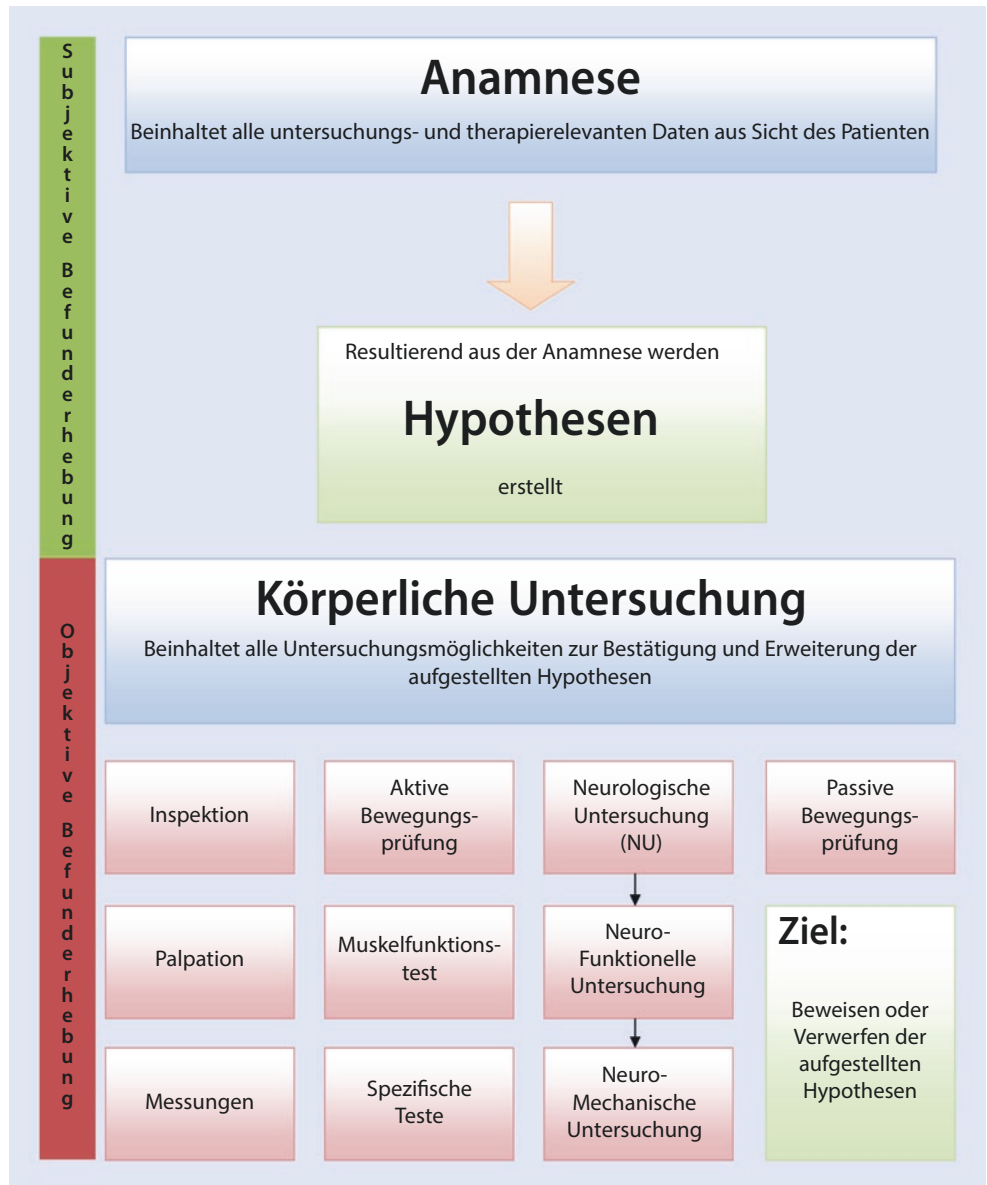 Subjektive Befunderhebung
Anamnese
Beinhaltet alle untersuchungs- und therapierelevanten Daten aus Sicht des Patienten
Resultierend aus der Anamnese werden
Hypothesen
erstellt
Objektive Befunderhebung
Körperliche Untersuchung
Beinhaltet alle Untersuchungsmöglichkeiten zur Bestätigung und Erweiterung der
aufgestellten Hypothesen
Inspektion
Aktive
Bewegungs-
prüfung
Neurologische
Untersuchung
(NU)
Passive
Bewegungs-
prüfung
Palpation
Muskelfunktions-
test
Neuro-
Funktionelle
Untersuchung
Ziel:
Beweisen oder
Verwerfen der
aufgestellten
Hypothesen
Messungen
Spezifische
Teste
Neuro-
Mechanische
Untersuchung